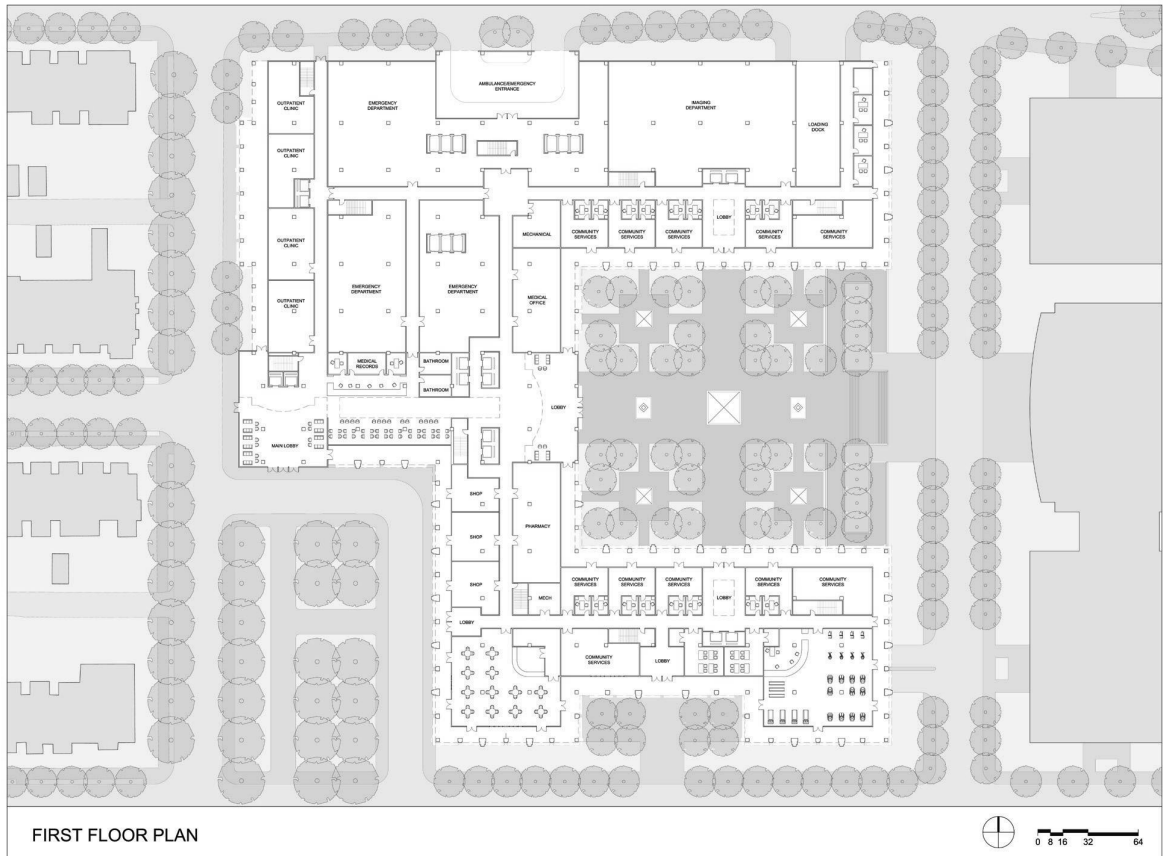 AMBULANCE/EMERGENCY
ENTRANCE
OUTPATIENT
CLINIC
EMERGENCY
DEPARTMENT
IMAGING
DEPARTMENT
LOADING
DOCK
OUTPATIENT
CLINIC
LOBBY
MECHANICAL
COMMUNITY
SERVICES
COMMUNITY
SERVICES
COMMUNITY
SERVICES
COMMUNITY
SERVICES
COMMUNITY
SERVICES
OUTPATIENT
CLINIC
EMERGENCY
DEPARTMENT
EMERGENCY
DEPARTMENT
MEDICAL
OFFICE
OUTPATIENT
CLINIC
MEDICAL
RECORDS
BATHROOM
BATHROOM
LOBBY
MAIN LOBBY
SHOP
PHARMACY
SHOP
SHOP
COMMUNITY
SERVICES
COMMUNITY
SERVICES
COMMUNITY
SERVICES
COMMUNITY
SERVICES
COMMUNITY
SERVICES
MECH
LOBBY
LOBBY
COMMUNITY
SERVICES
LOBBY
FIRST FLOOR PLAN
0 8 16 32 64